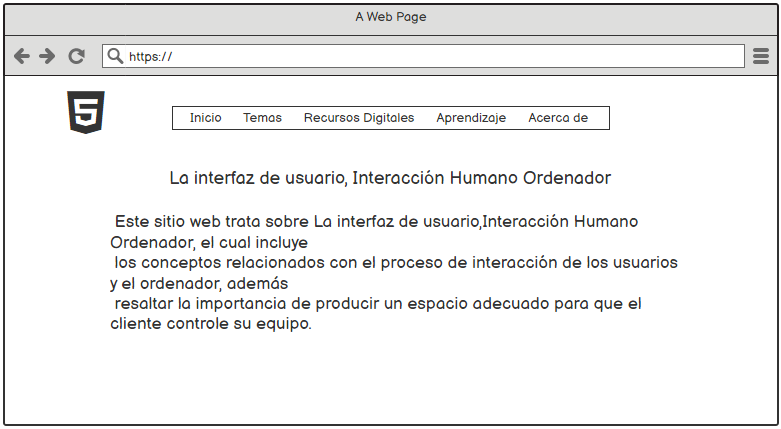 A Web Page
https://
5
Inicio Temas Recursos Digitales Aprendizaje Acerca de
La interfaz de usuario, Interacción Humano Ordenador
Este sitio web trata sobre La interfaz de usuario,Interacción Humano
Ordenador, el cual incluye
los conceptos relacionados con el proceso de interacción de los usuarios
y el ordenador, además
resaltar la importancia de producir un espacio adecuado para que el
cliente controle su equipo.